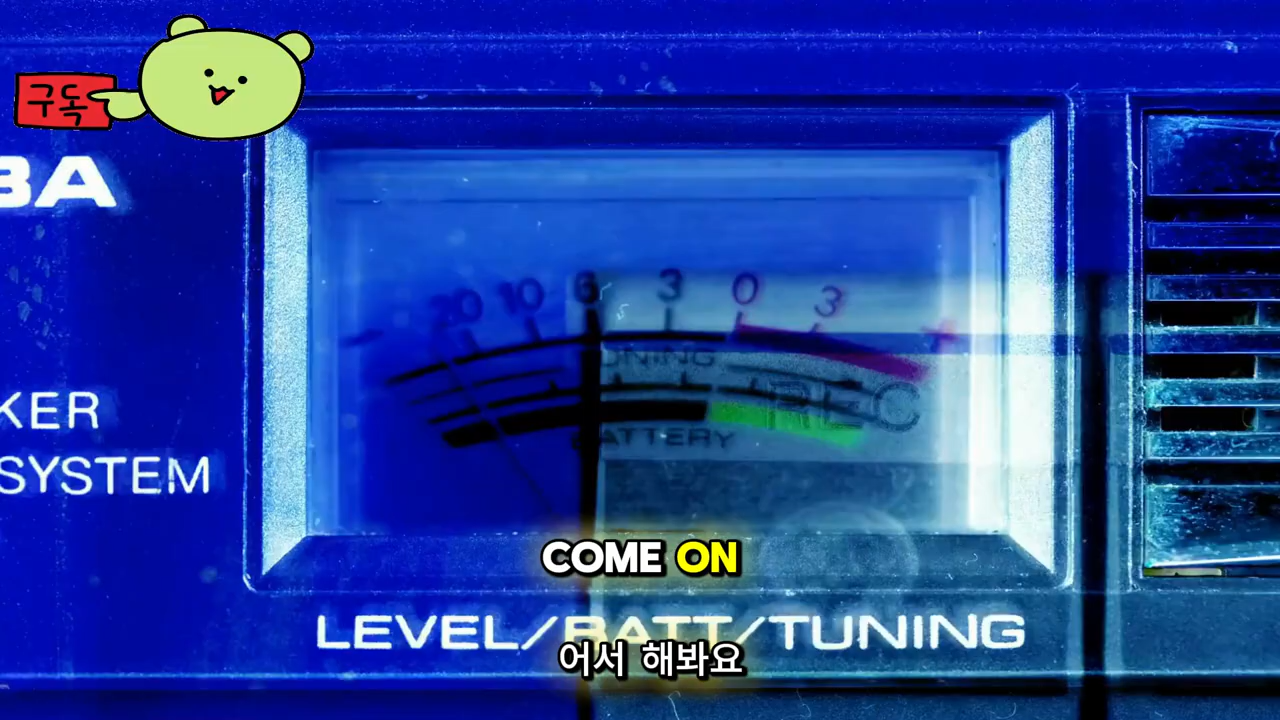 구독
BA
20 10 6 3 0 3
- +
TUNING
REC
BATTERY
KER
SYSTEM
COME ON
LEVEL/BATT/TUNING
어서 해봐요